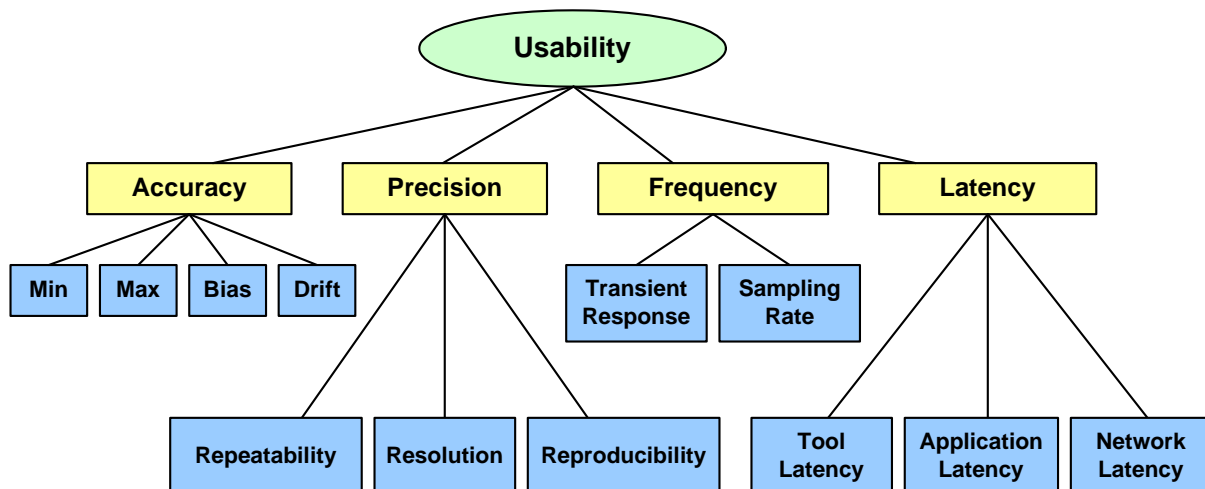 Usability
Accuracy
Precision
Frequency
Latency
Min
Max
Bias
Drift
Transient
Response
Sampling
Rate
Repeatability
Resolution
Reproducibility
Tool
Latency
Application
Latency
Network
Latency